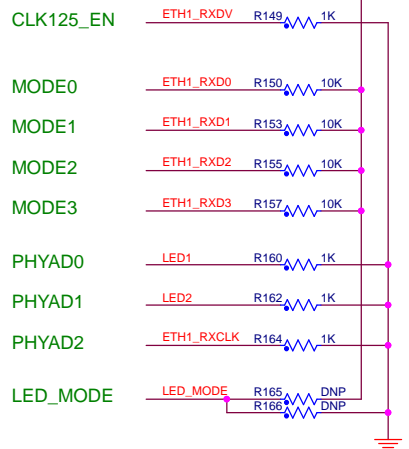 CLK125_EN ETH1_RXDV R149 1K
MODE0 ETH1_RXD0 R150 10K
MODE1 ETH1_RXD1 R153 10K
MODE2 ETH1_RXD2 R155 10K
MODE3 ETH1_RXD3 R157 10K
PHYAD0 LED1 R160 1K
PHYAD1 LED2 R162 1K
PHYAD2 ETH1_RXCLK R164 1K
LED_MODE LED_MODE R165 DNP
R166 DNP